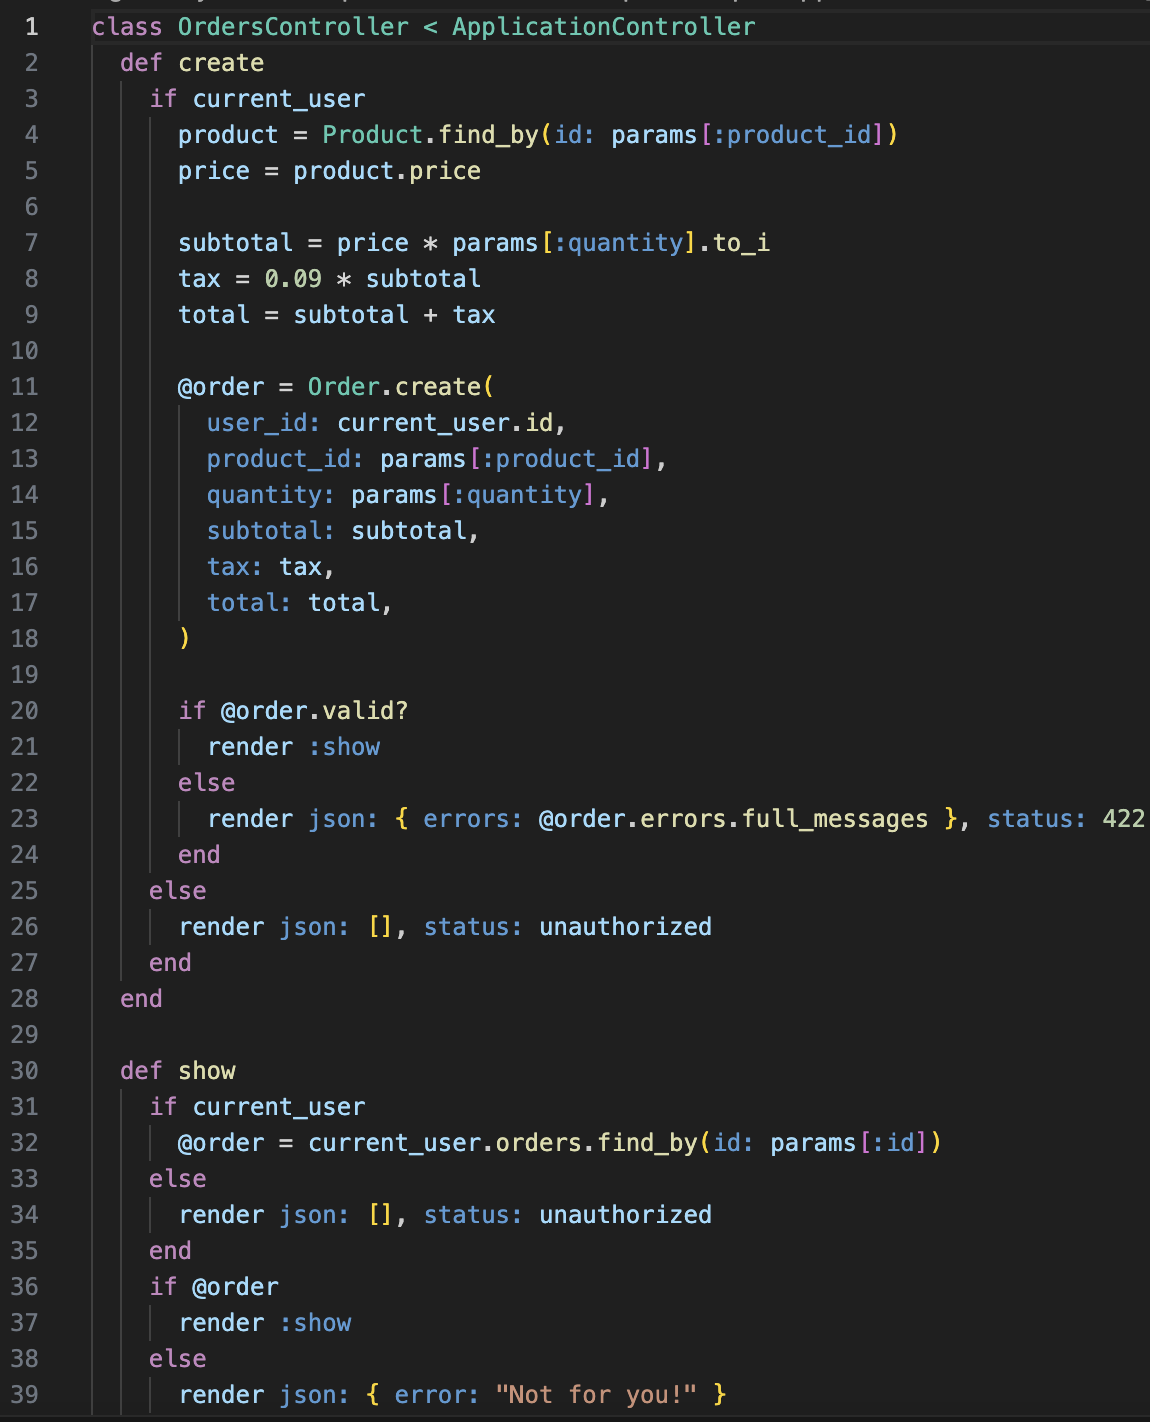 1 class OrdersController < ApplicationController
2   def create
3     if current_user
4       product = Product.find_by(id: params[:product_id])
5       price = product.price
6
7       subtotal = price * params[:quantity].to_i
8       tax = 0.09 * subtotal
9       total = subtotal + tax
10
11       @order = Order.create(
12         user_id: current_user.id,
13         product_id: params[:product_id],
14         quantity: params[:quantity],
15         subtotal: subtotal,
16         tax: tax,
17         total: total,
18       )
19
20       if @order.valid?
21         render :show
22       else
23         render json: { errors: @order.errors.full_messages }, status: 422
24       end
25     else
26       render json: [], status: unauthorized
27     end
28   end
29
30   def show
31     if current_user
32       @order = current_user.orders.find_by(id: params[:id])
33     else
34       render json: [], status: unauthorized
35     end
36     if @order
37       render :show
38     else
39       render json: { error: "Not for you!" }